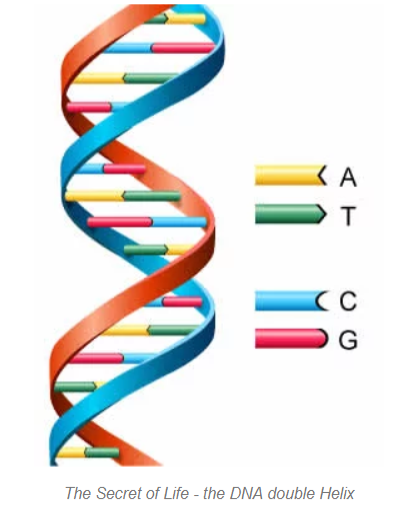 A
T
C
G
The Secret of Life - the DNA double Helix